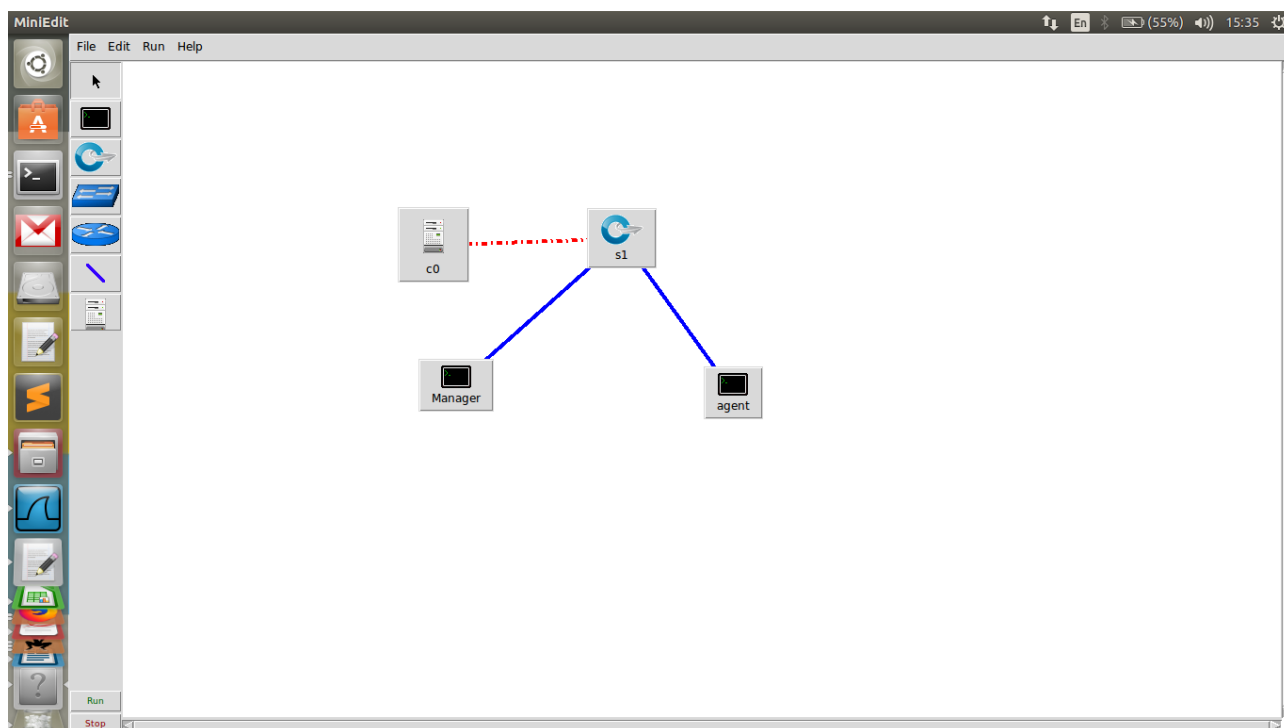 MiniEdit
En (55%) 15:35
File Edit Run Help
c0
s1
Manager
agent
Run
Stop